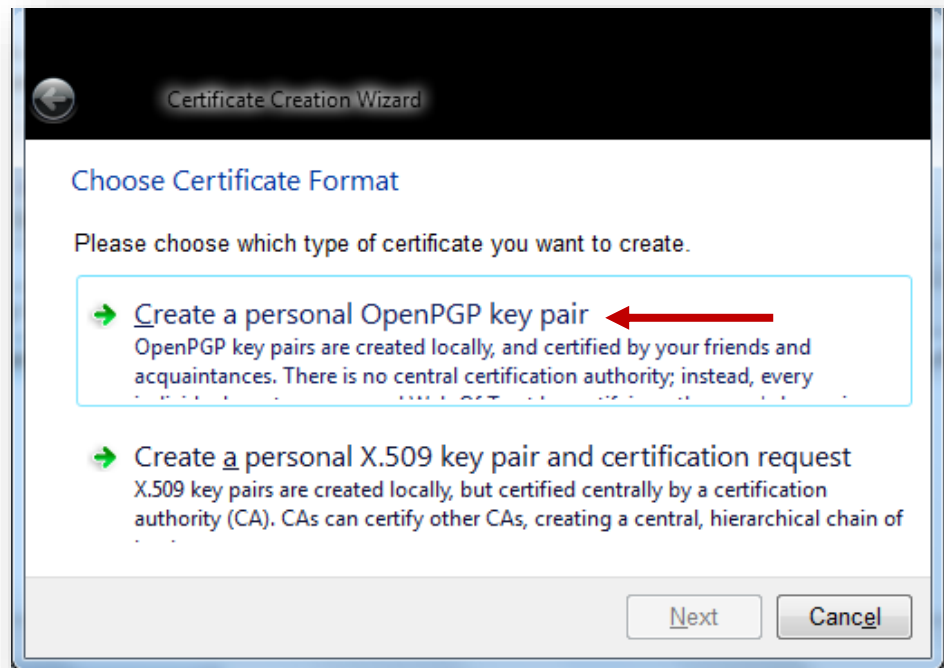 Certificate Creation Wizard
Choose Certificate Format
Please choose which type of certificate you want to create.
Create a personal OpenPGP key pair
OpenPGP key pairs are created locally, and certified by your friends and
acquaintances. There is no central certification authority; instead, every
Create a personal X.509 key pair and certification request
X.509 key pairs are created locally, but certified centrally by a certification
authority (CA). CAs can certify other CAs, creating a central, hierarchical chain of
Next
Cancel